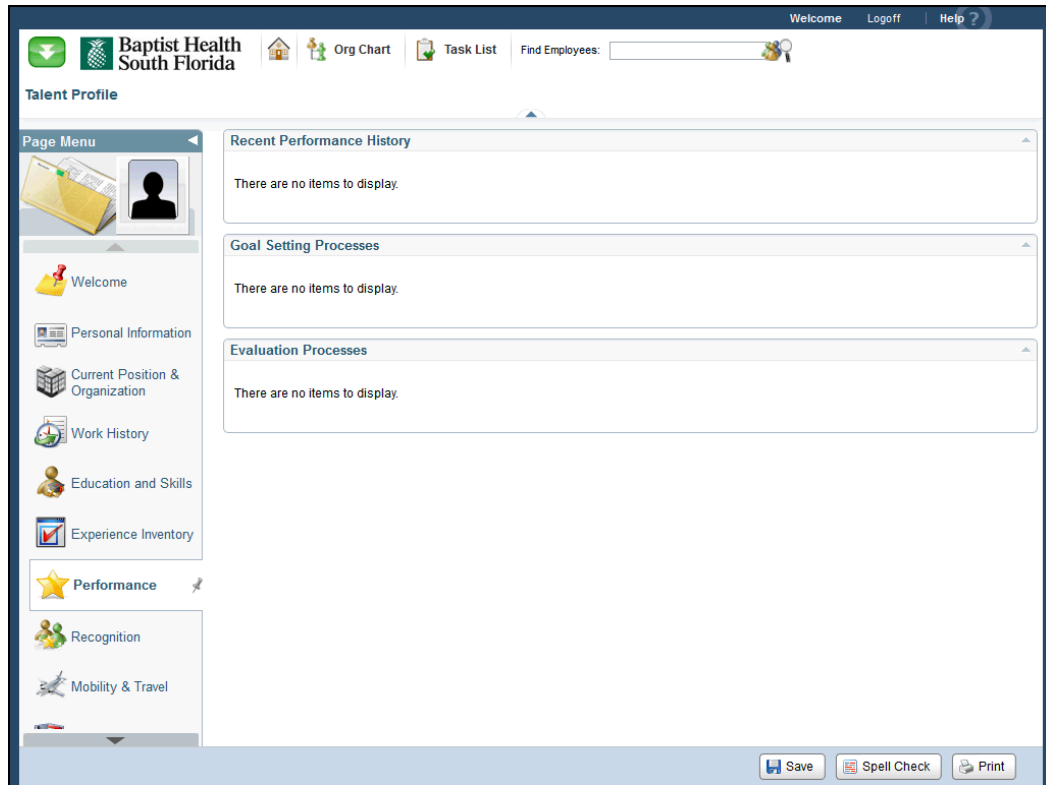 Welcome Logoff | Help ?
Baptist Health
South Florida
Org Chart
Task List
Find Employees:
Talent Profile
Page Menu
Welcome
Personal Information
Current Position &
Organization
Work History
Education and Skills
Experience Inventory
Performance
Recognition
Mobility & Travel
Recent Performance History
There are no items to display.
Goal Setting Processes
There are no items to display.
Evaluation Processes
There are no items to display.
Save
Spell Check
Print